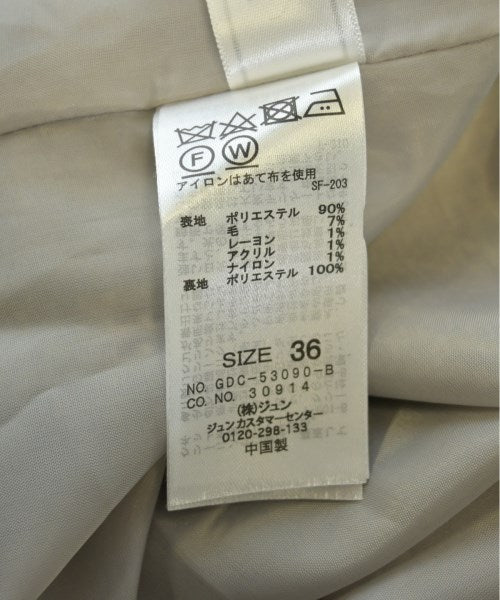 F W
アイロンはあて布を使用
SF-203
表地 ポリエステル 90%
毛 7%
レーヨン 1%
アクリル 1%
ナイロン 1%
裏地 ポリエステル 100%
SIZE 36
NO. GDC-53090-B
CO. NO. 30914
(株)ジュン
ジュンカスタマーセンター
0120-298-133
中国製